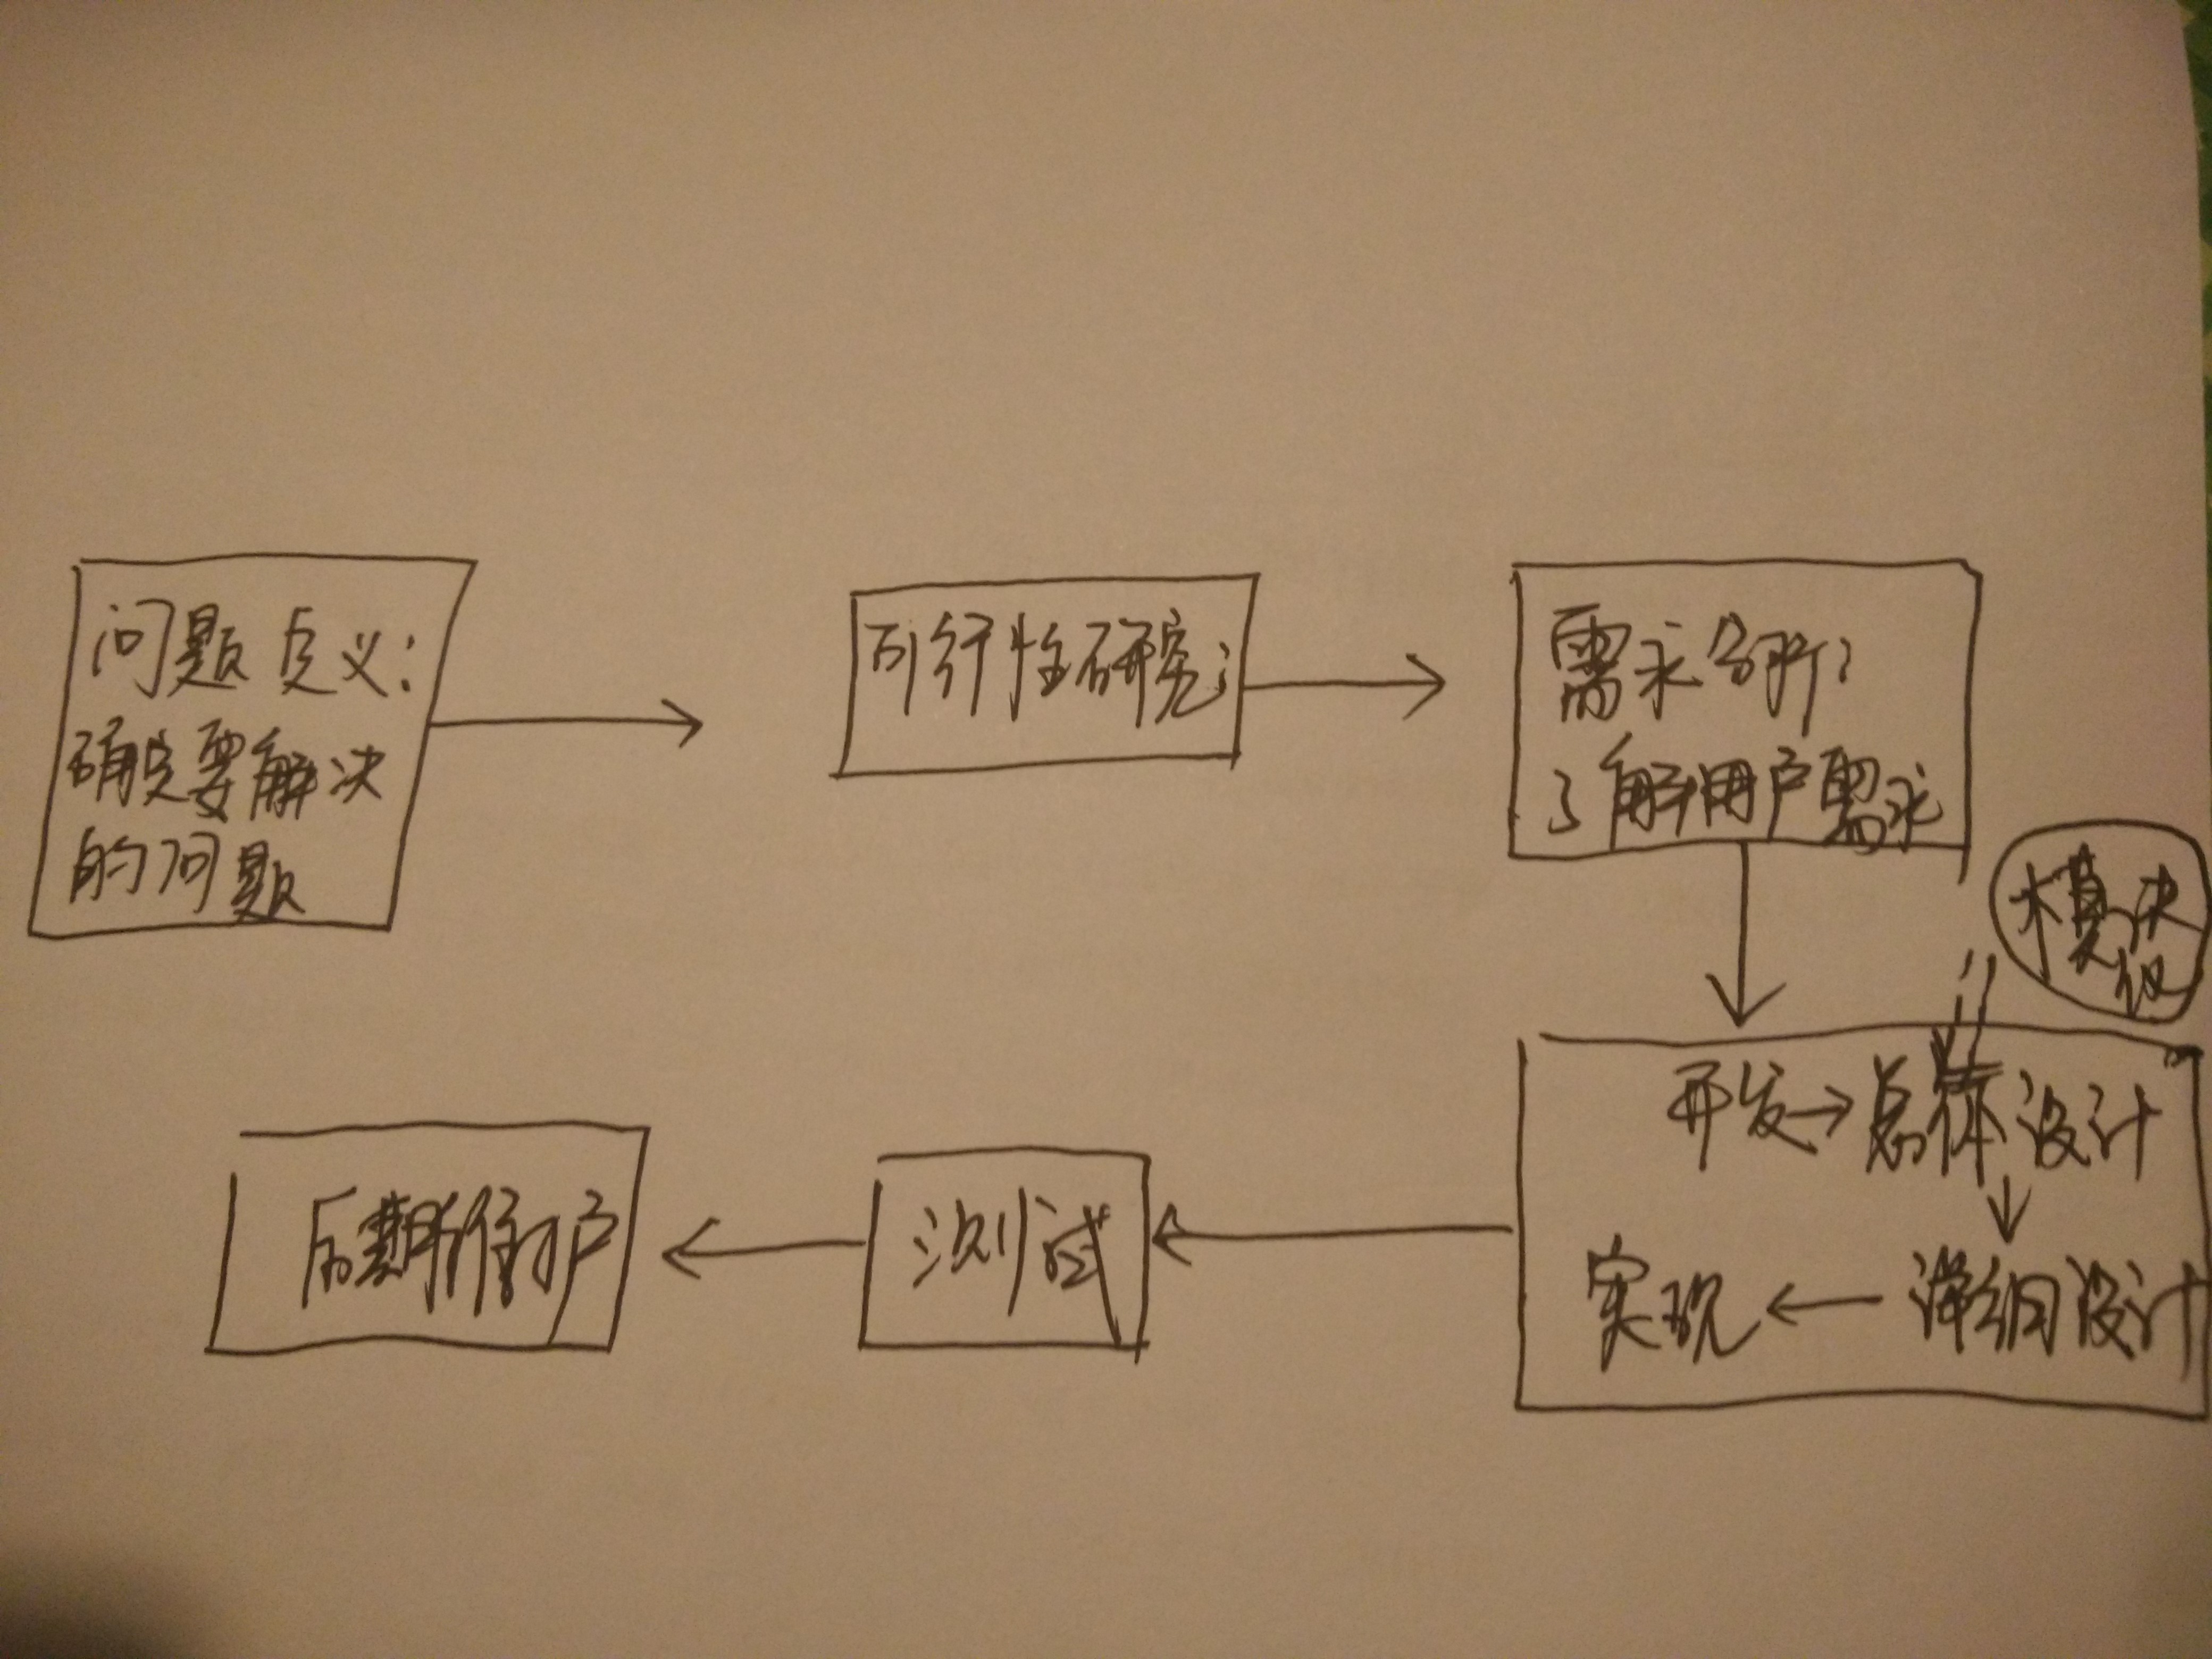 问题定义:
确定要解决
的问题
可行性研究:
需求分析:
了解用户需求
模块
化
开发→总体设计
↓
实现←详细设计
测试
后期维护